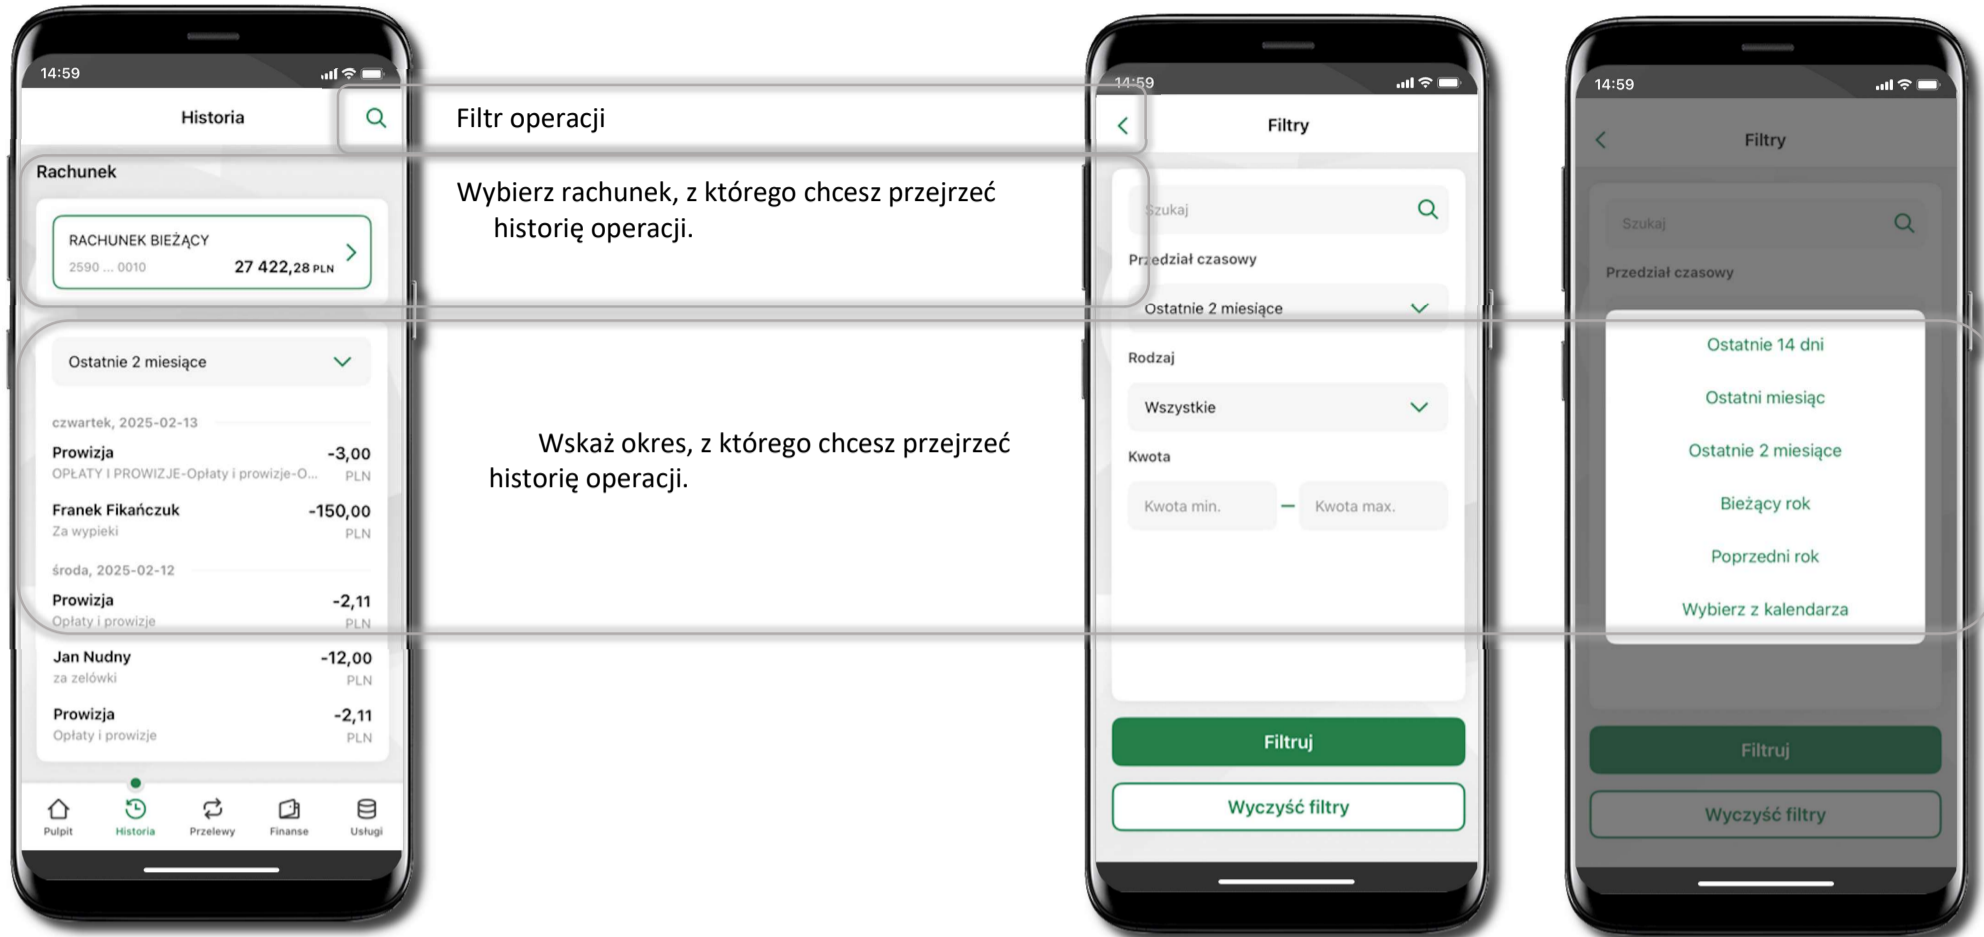 14:59
Historia
Rachunek
RACHUNEK BIEŻĄCY
2590 ... 0010 27 422,28 PLN
Ostatnie 2 miesiące
czwartek, 2025-02-13
Prowizja -3,00
OPŁATY I PROWIZJE-Opłaty i prowizje-O... PLN
Franek Fikańczuk -150,00
Za wypieki PLN
środa, 2025-02-12
Prowizja -2,11
Opłaty i prowizje PLN
Jan Nudny -12,00
za zelówki PLN
Prowizja -2,11
Opłaty i prowizje PLN
Pulpit Historia Przelewy Finanse Usługi
Filtr operacji
Wybierz rachunek, z którego chcesz przejrzeć
historię operacji.
Wskaż okres, z którego chcesz przejrzeć
historię operacji.
14:59
Filtry
Szukaj
Przedział czasowy
Ostatnie 2 miesiące
Rodzaj
Wszystkie
Kwota
Kwota min. – Kwota max.
Filtruj
Wyczyść filtry
14:59
Filtry
Szukaj
Przedział czasowy
Ostatnie 14 dni
Ostatni miesiąc
Ostatnie 2 miesiące
Bieżący rok
Poprzedni rok
Wybierz z kalendarza
Filtruj
Wyczyść filtry